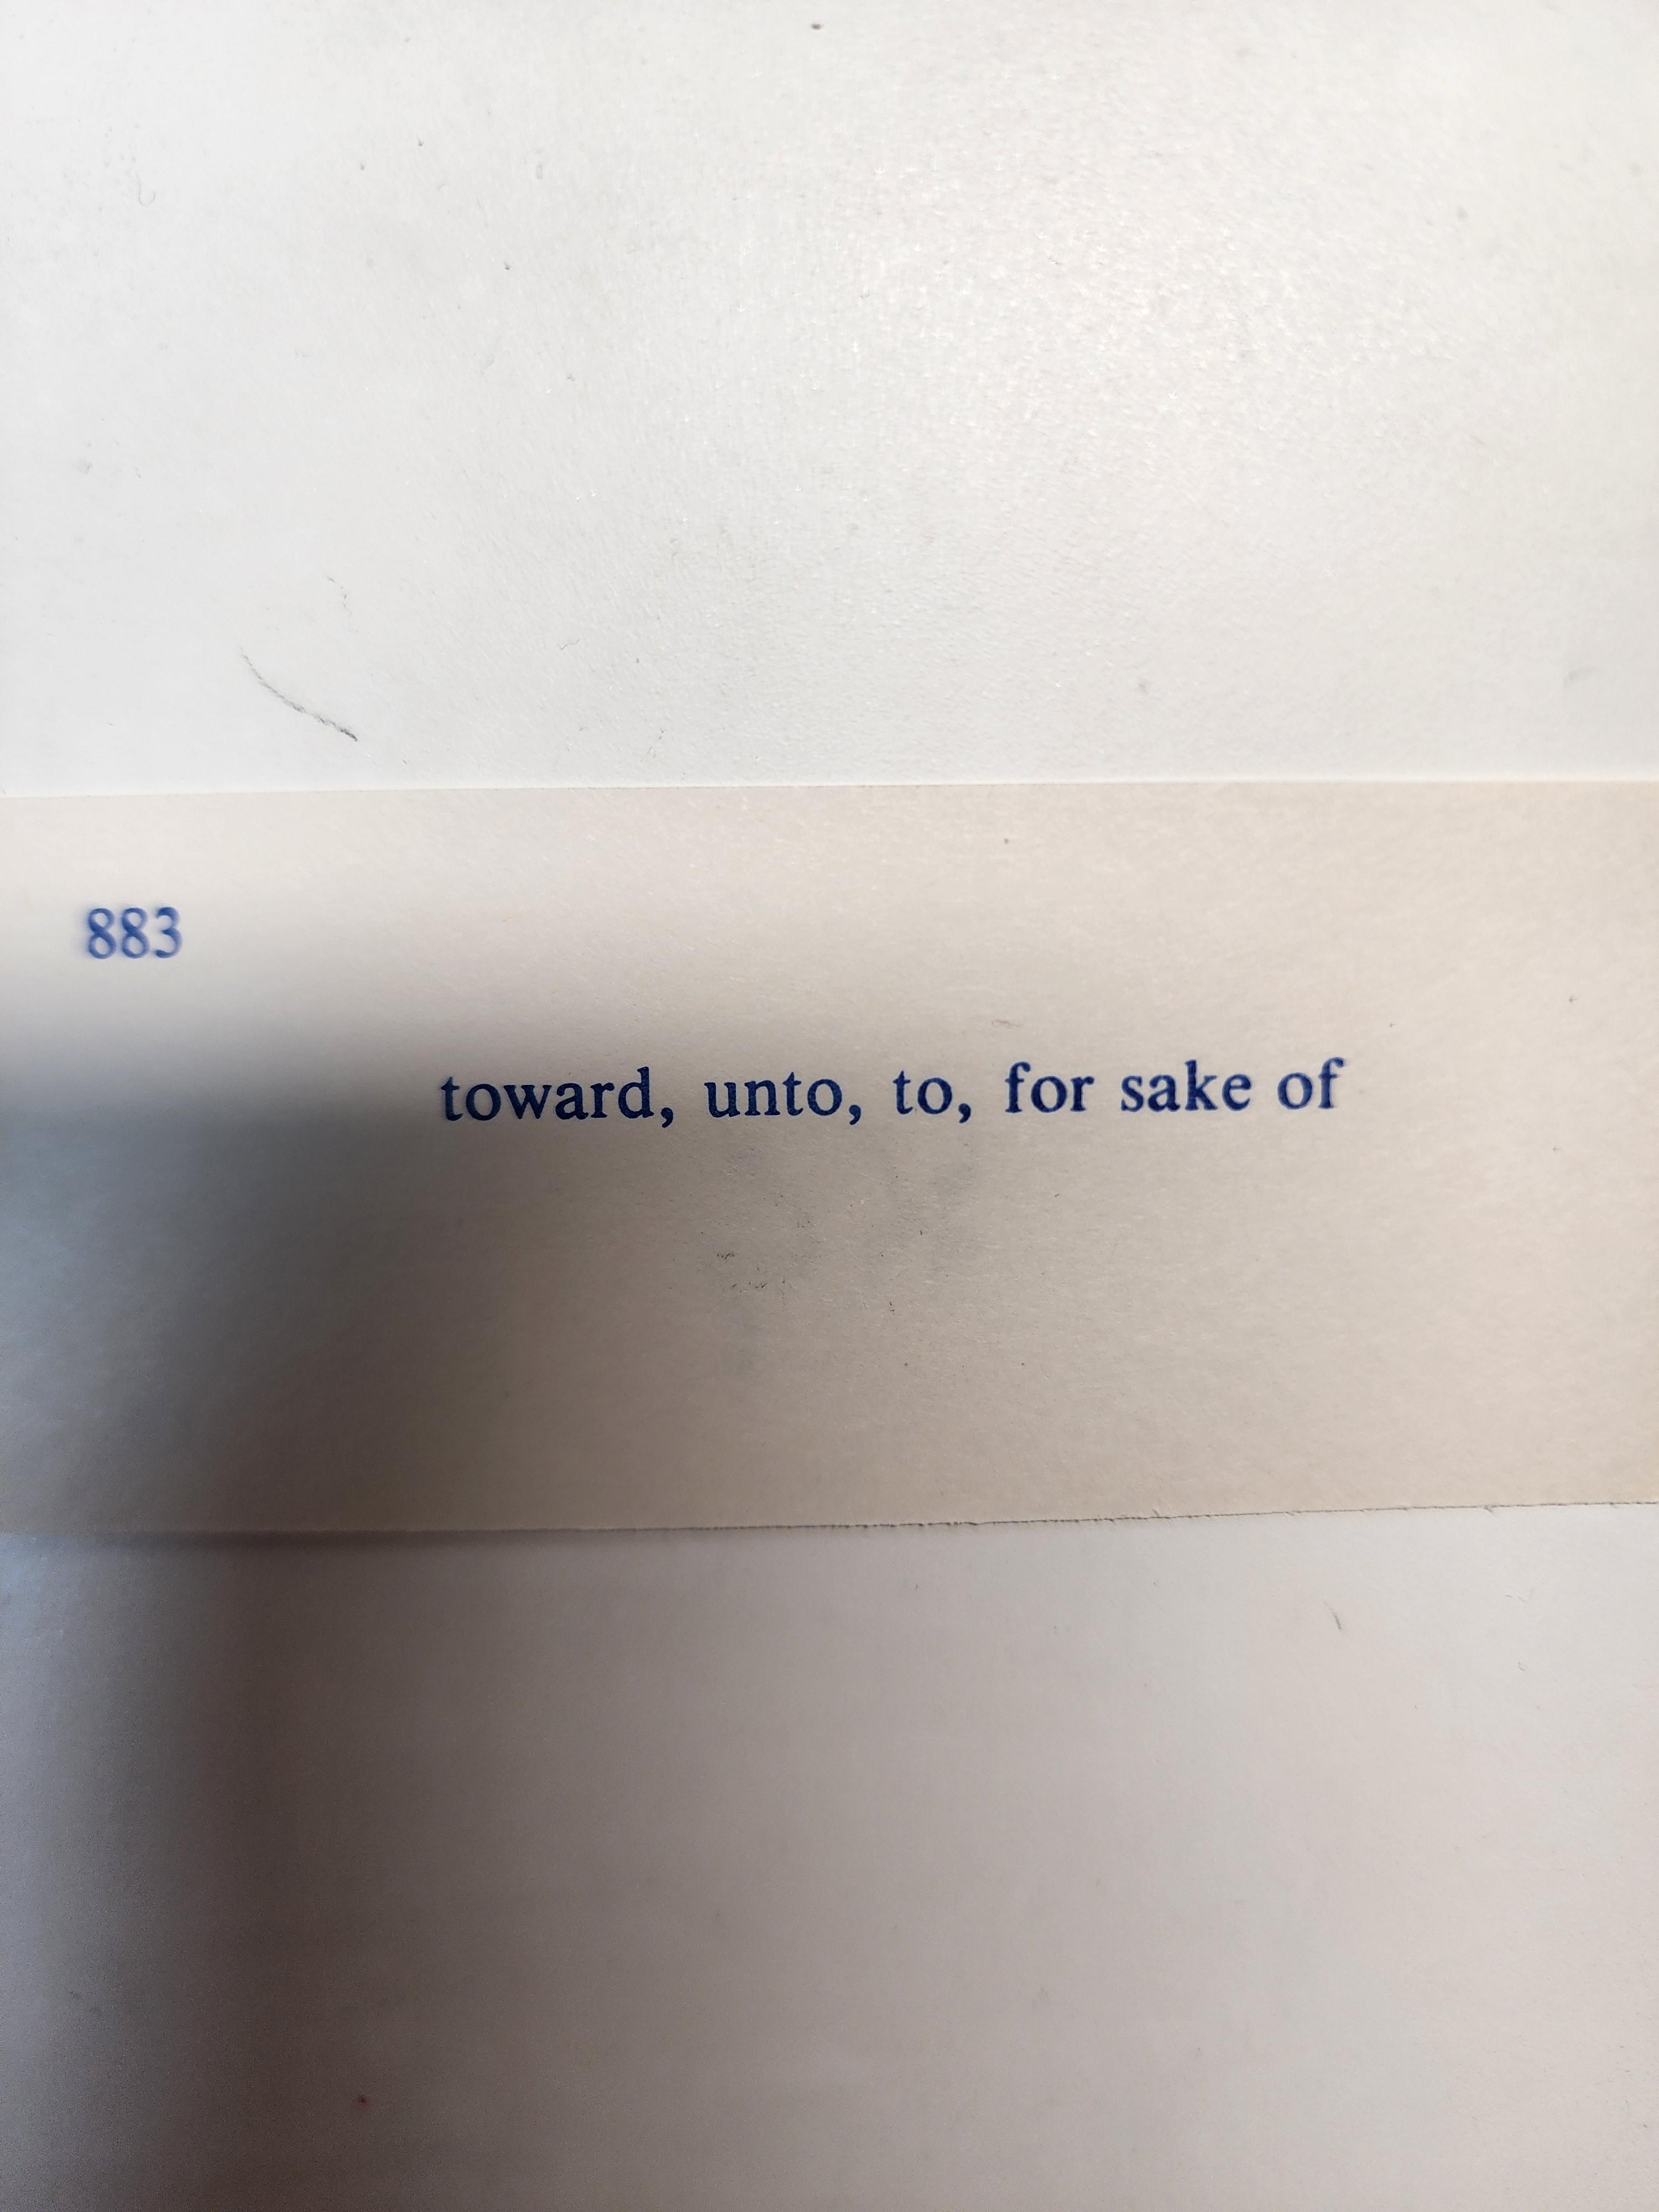 883
toward, unto, to, for sake of